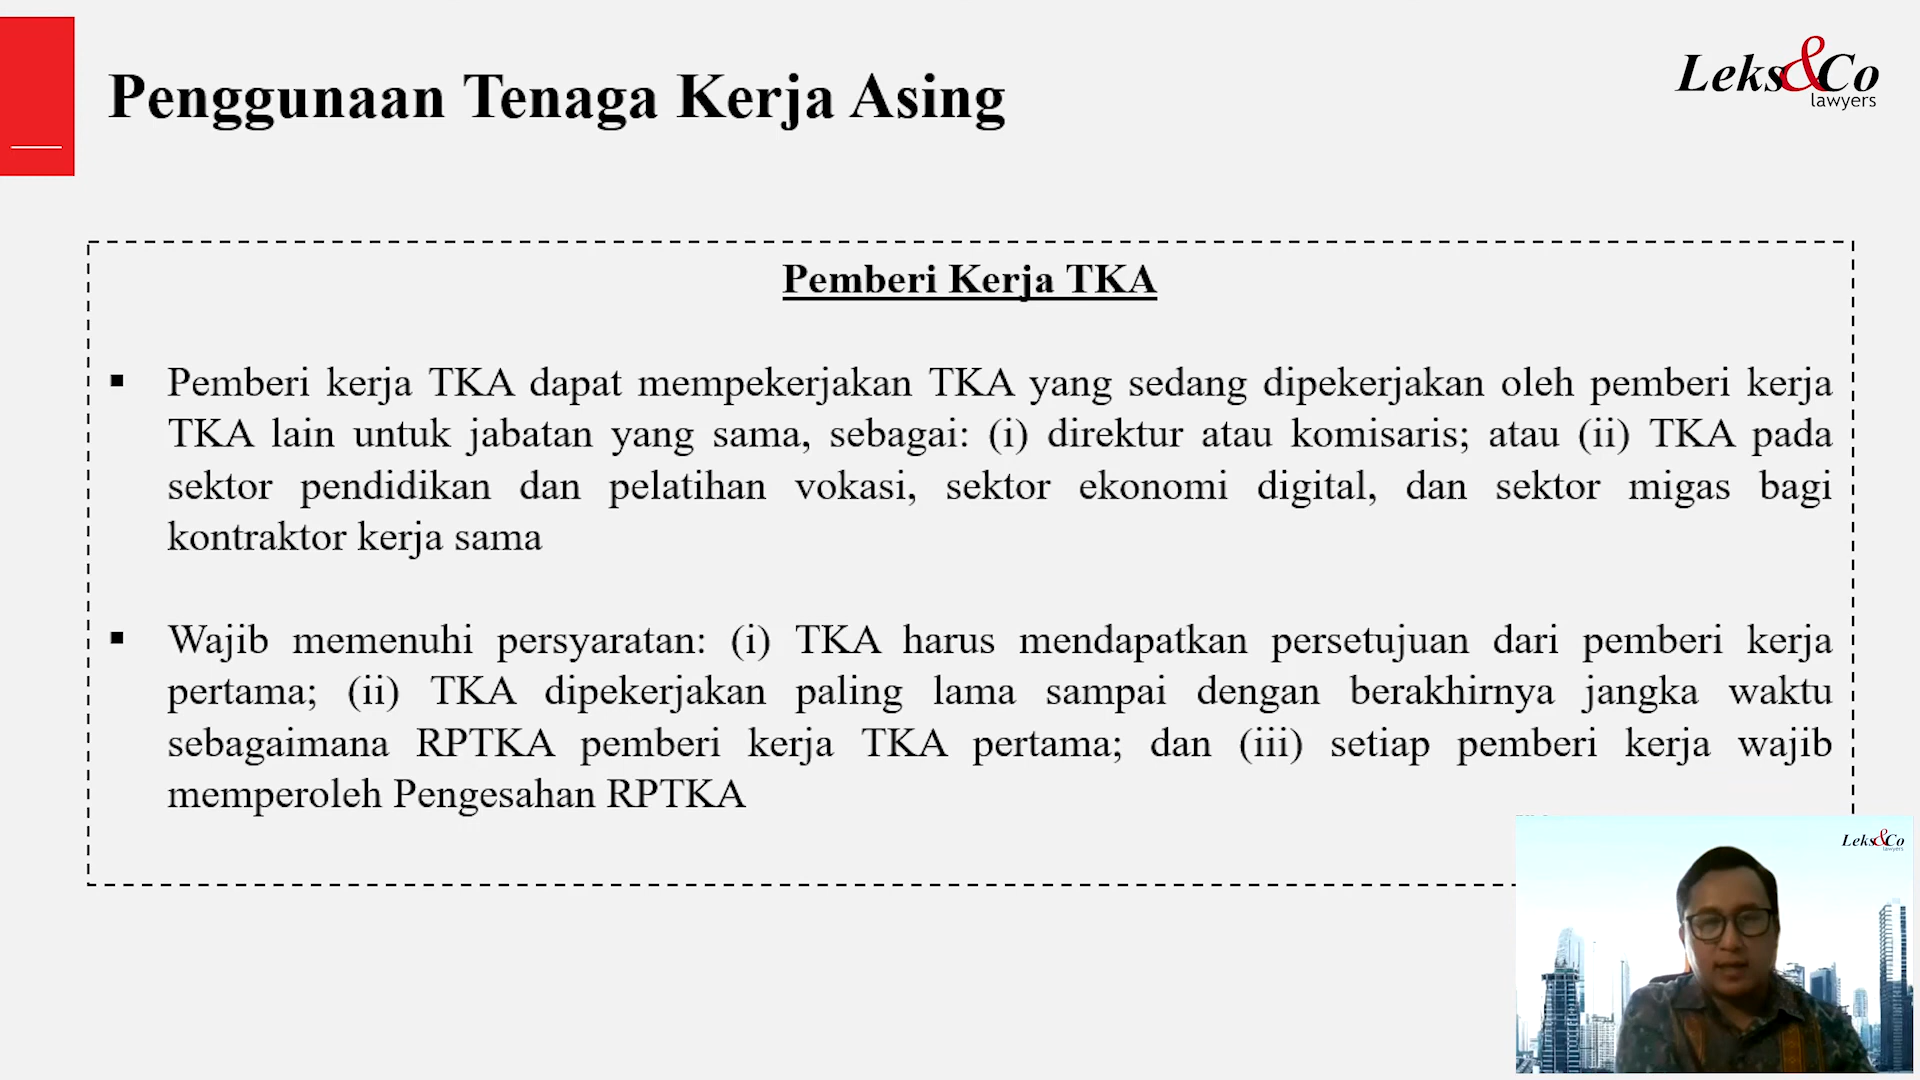 Penggunaan Tenaga Kerja Asing
Leks&Co
lawyers
Pemberi Kerja TKA
▪ Pemberi kerja TKA dapat mempekerjakan TKA yang sedang dipekerjakan oleh pemberi kerja
TKA lain untuk jabatan yang sama, sebagai: (i) direktur atau komisaris; atau (ii) TKA pada
sektor pendidikan dan pelatihan vokasi, sektor ekonomi digital, dan sektor migas bagi
kontraktor kerja sama
▪ Wajib memenuhi persyaratan: (i) TKA harus mendapatkan persetujuan dari pemberi kerja
pertama; (ii) TKA dipekerjakan paling lama sampai dengan berakhirnya jangka waktu
sebagaimana RPTKA pemberi kerja TKA pertama; dan (iii) setiap pemberi kerja wajib
memperoleh Pengesahan RPTKA
Leks&Co
lawyers